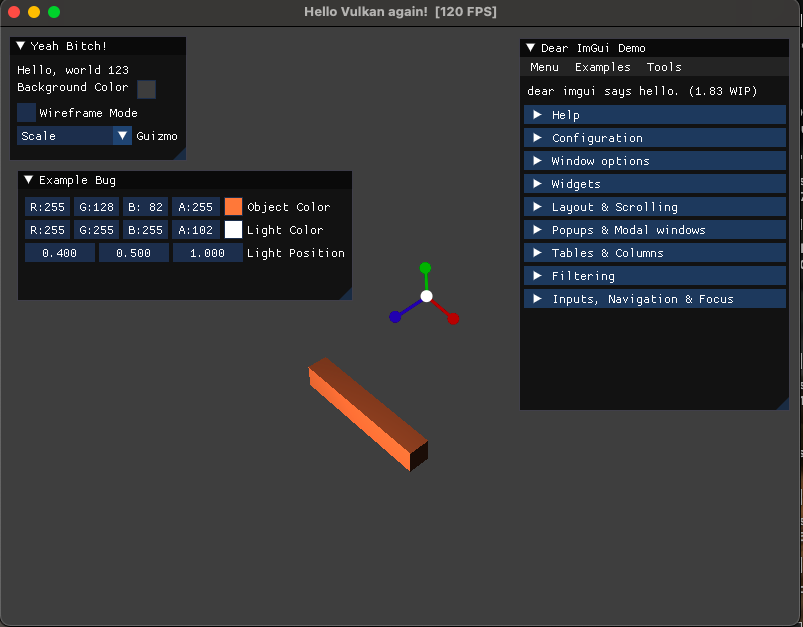 Hello Vulkan again! [120 FPS]
Yeah Bitch!
Hello, world 123
Background Color
Wireframe Mode
Scale Guizmo
Example Bug
R:255 G:128 B: 82 A:255 Object Color
R:255 G:255 B:255 A:102 Light Color
0.400 0.500 1.000 Light Position
Dear ImGui Demo
Menu Examples Tools
dear imgui says hello. (1.83 WIP)
Help
Configuration
Window options
Widgets
Layout & Scrolling
Popups & Modal windows
Tables & Columns
Filtering
Inputs, Navigation & Focus